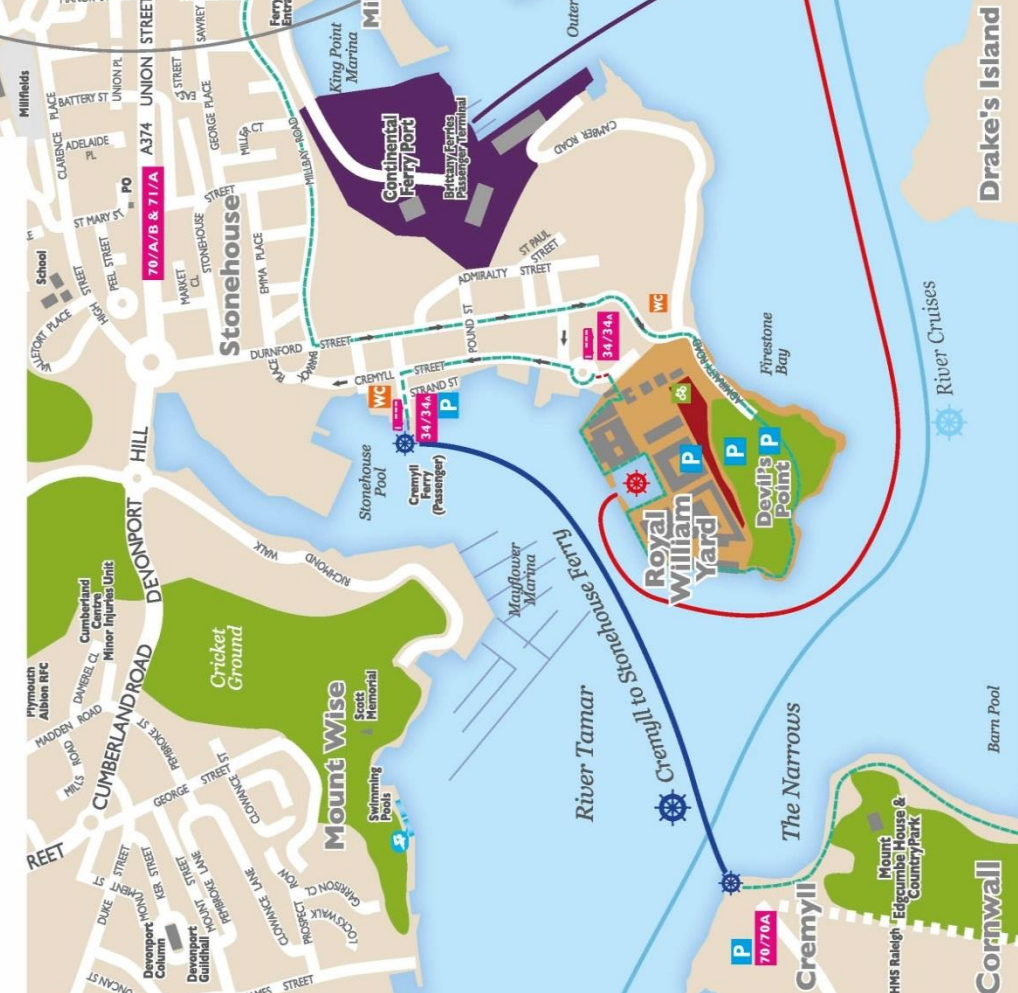 REET
CUMBERLAND ROAD
DEVONPORT
HILL
A374
UNION STREET
Plymouth
Albion RFC
MADDEN ROAD
DAMEREL CL
MILLS ROAD
PEMBROKE ST
Cumberland
Centre
Minor Injuries Unit
GEORGE STREET
CLOWANCE ST
DUKE STREET
KER STREET
MOUNT STREET
PEMBROKE LANE
CLOWANCE LANE
PROSPECT ROW
GARRISON CL
Devonport
Column
Devonport
Guildhall
Mount Wise
Swimming
Pools
Scott
Memorial
Cricket
Ground
RICHMOND WALK
School
HIGH STREET
PEEL STREET
ST MARY ST
PO
CLARENCE PLACE
ADELAIDE
PL
BATTERY ST
UNION PL
Millfields
70/A/B & 71/A
MARKET
CL
STONEHOUSE
STREET
Stonehouse
EMMA PLACE
GEORGE PLACE
MILLBAY ROAD
DURNFORD STREET
CREMYLL STREET
STRAND ST
POUND ST
ADMIRALTY STREET
ST PAUL
STREET
WC
34/34A
P
Stonehouse
Pool
Cremyll
Ferry
(Passenger)
34/34A
WC
King Point
Marina
Outer
Continental
Ferry Port
Brittany Ferries
Passenger Terminal
CAMBER ROAD
ADMIRALTY ROAD
Firestone
Bay
Royal
William
Yard
P
P
P
Devil's
Point
Mayflower
Marina
River Tamar
Cremyll to Stonehouse Ferry
The Narrows
River Cruises
Drake's Island
Barn Pool
P
70/70A
Cremyll
Mount
Edgcumbe House &
Country Park
HMS Raleigh
Cornwall